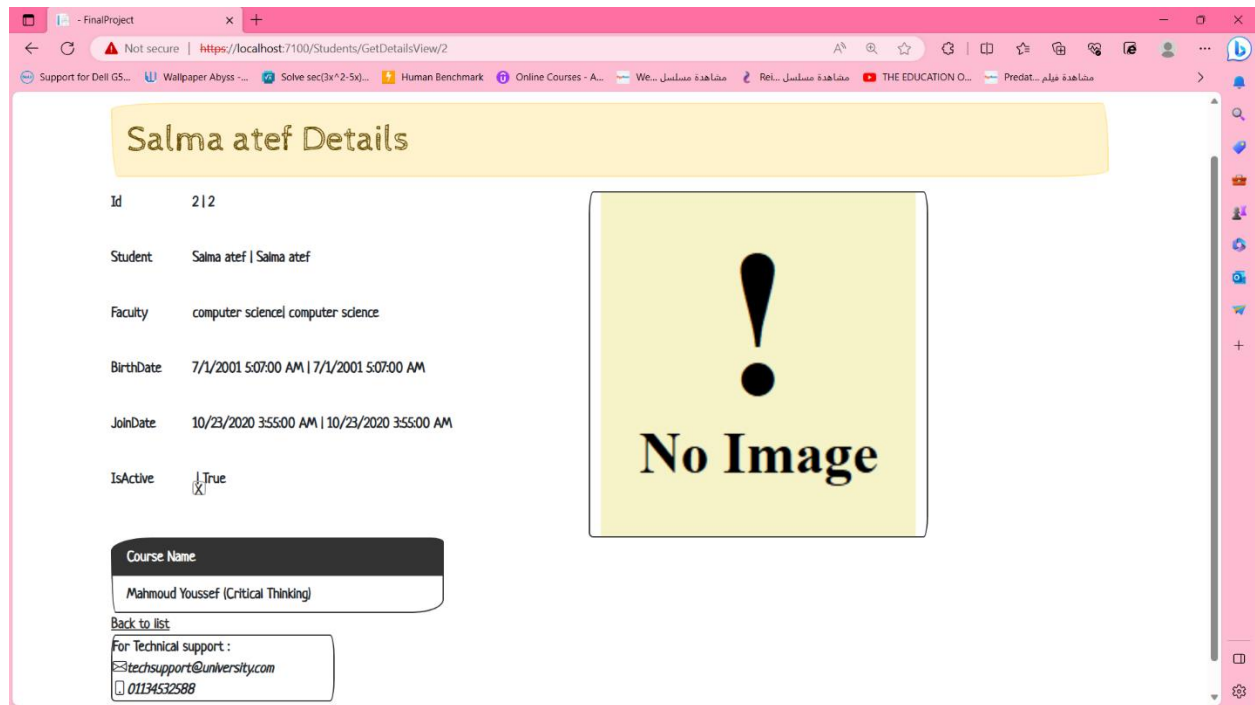 - FinalProject
Not secure | https://localhost:7100/Students/GetDetailsView/2
Support for Dell G5... Wallpaper Abyss -... Solve sec(3x^2-5x)... Human Benchmark Online Courses - A... We... مشاهدة مسلسل Rei... مشاهدة مسلسل THE EDUCATION O... Predat... مشاهدة فيلم
Salma atef Details
Id 2 | 2
Student Salma atef | Salma atef
Faculty computer science| computer science
BirthDate 7/1/2001 5:07:00 AM | 7/1/2001 5:07:00 AM
JoinDate 10/23/2020 3:55:00 AM | 10/23/2020 3:55:00 AM
IsActive | True
!
No Image
Course Name
Mahmoud Youssef (Critical Thinking)
Back to list
For Technical support :
techsupport@university.com
01134532588